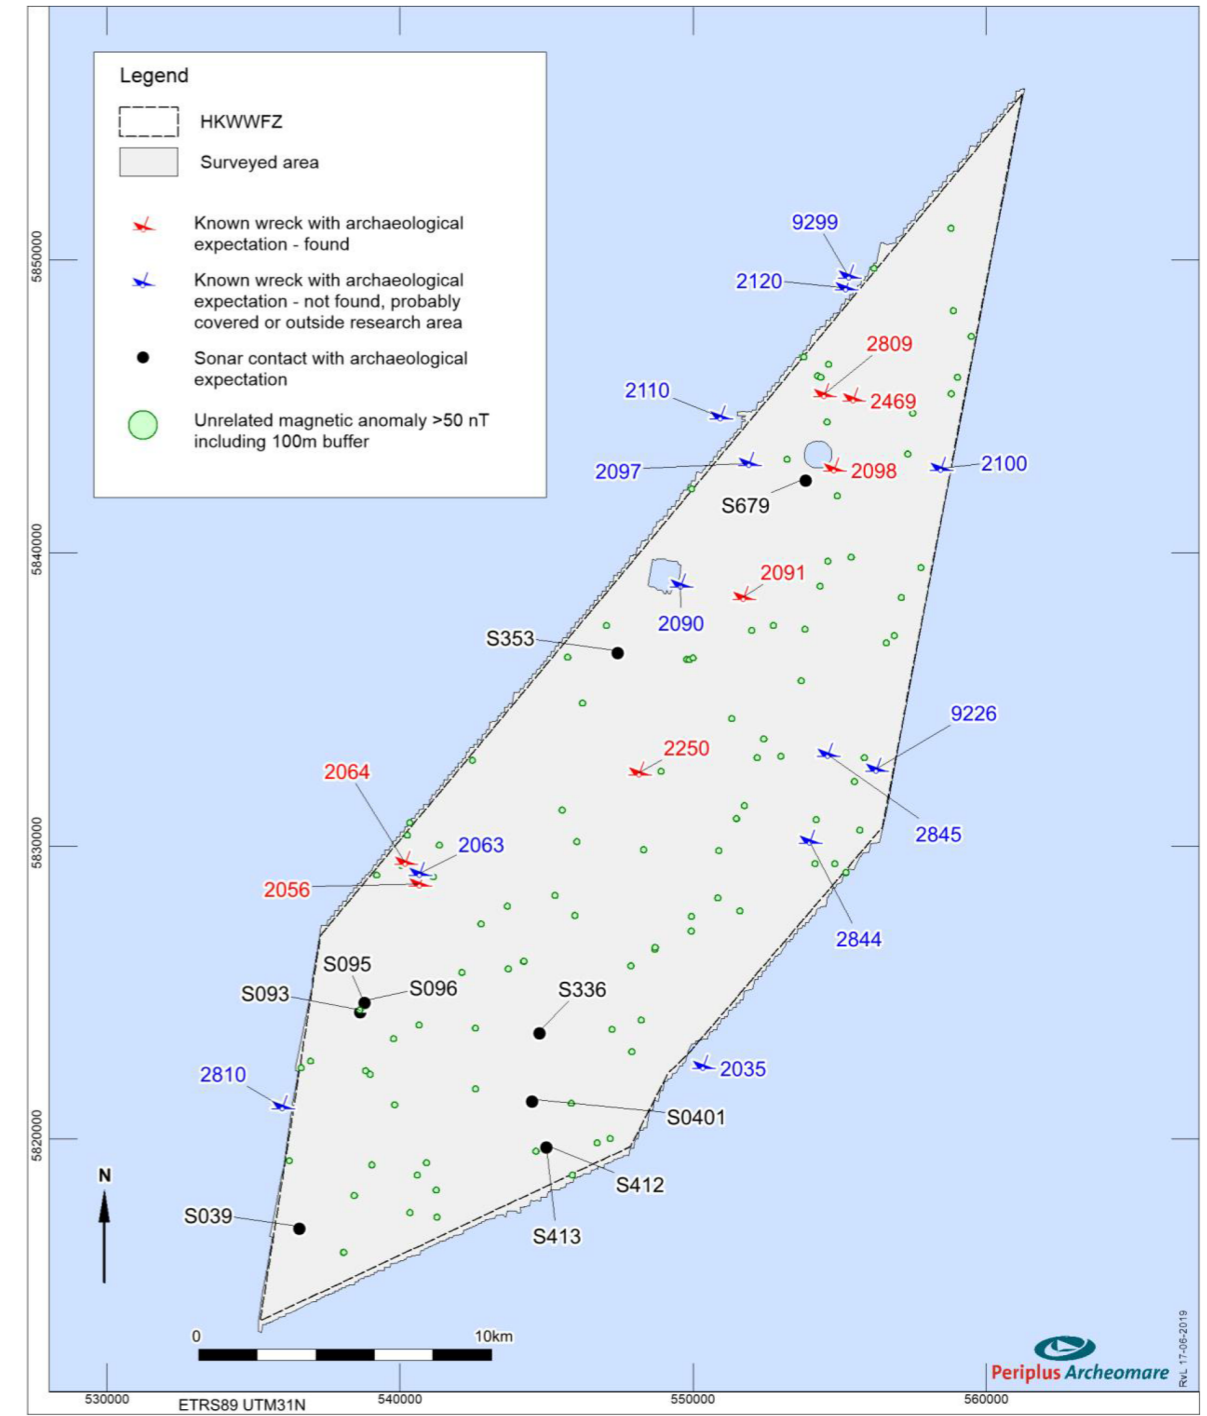 Legend
HKWWFZ
Surveyed area
Known wreck with archaeological
expectation - found
Known wreck with archaeological
expectation - not found, probably
covered or outside research area
Sonar contact with archaeological
expectation
Unrelated magnetic anomaly >50 nT
including 100m buffer
5850000
5840000
5830000
5820000
9299
2120
2809
2110
2469
2097
2098
2100
S679
2091
2090
S353
9226
2250
2064
2845
2063
2056
2844
S095
S096
S093
S336
2810
2035
S0401
S412
S039
S413
N
0
10km
530000
540000
550000
560000
ETRS89 UTM31N
Periplus Archeomare
RvL 17-06-2019